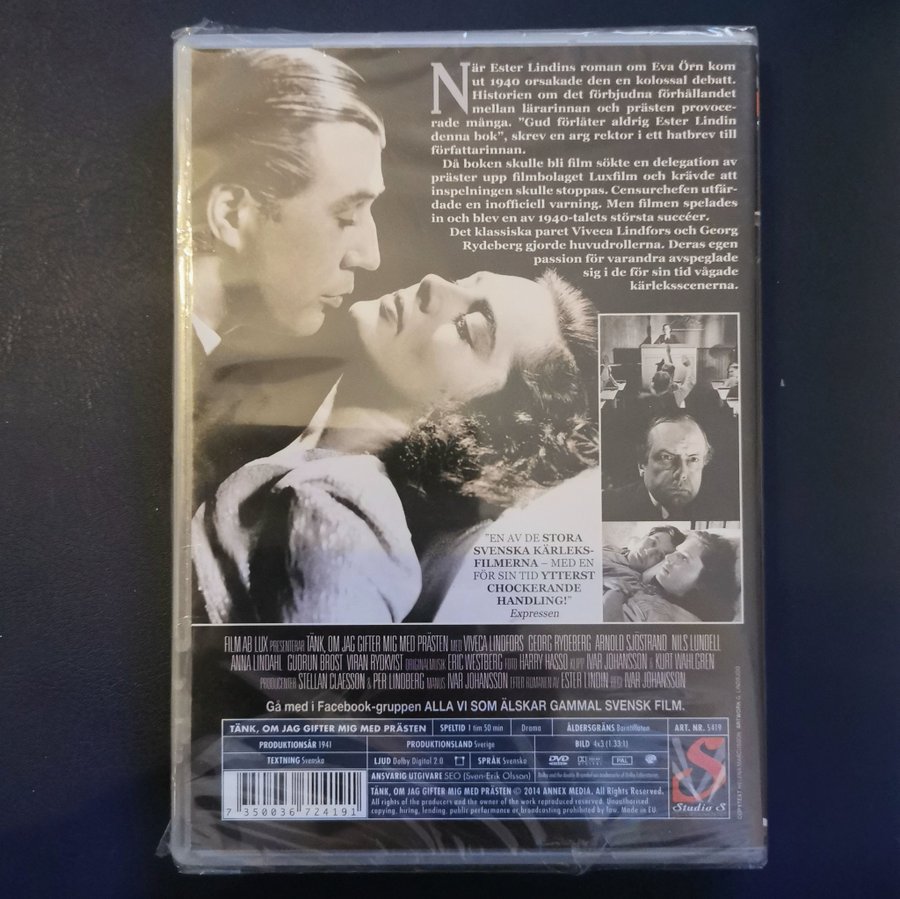 När Ester Lindins roman om Eva Örn kom
ut 1940 orsakade den en kolossal debatt.
Historien om det förbjudna förhållandet
mellan lärarinnan och prästen provoce-
rade många. "Gud förlåter aldrig Ester Lindin
denna bok", skrev en arg rektor i ett hatbrev till
författarinnan.
Då boken skulle bli film sökte en delegation av
präster upp filmbolaget Luxfilm och krävde att
inspelningen skulle stoppas. Censurchefen utfär-
dade en inofficiell varning. Men filmen spelades
in och blev en av 1940-talets största succéer.
Det klassiska paret Viveca Lindfors och Georg
Rydeberg gjorde huvudrollerna. Deras egen
passion för varandra avspeglade
sig i de för sin tid vågade
kärleksscenerna.
"EN AV DE STORA
SVENSKA KÄRLEKS-
FILMERNA – MED EN
FÖR SIN TID YTTERST
CHOCKERANDE
HANDLING!"
Expressen
FILM AB LUX PRESENTERAR TÄNK, OM JAG GIFTER MIG MED PRÄSTEN MED VIVECA LINDFORS GEORG RYDEBERG ARNOLD SJÖSTRAND NILS LUNDELL
ANNA LINDAHL GUDRUN BROST VIRAN RYDKVIST ORIGINALMUSIK ERIC WESTBERG FOTO HARRY HASSO KLIPP IVAR JOHANSSON & KURT WAHLGREN
PRODUCENTER STELLAN CLAESSON & PER LINDBERG MANUS IVAR JOHANSSON EFTER ROMANEN AV ESTER LINDIN REGI IVAR JOHANSSON
Gå med i Facebook-gruppen ALLA VI SOM ÄLSKAR GAMMAL SVENSK FILM.
TÄNK, OM JAG GIFTER MIG MED PRÄSTEN SPELTID 1 tim 50 min Drama ÅLDERSGRÄNS Barntillåten ART. NR. 5419
PRODUKTIONSÅR 1941 PRODUKTIONSLAND Sverige BILD 4x3 (1.33:1)
TEXTNING Svenska LJUD Dolby Digital 2.0 SPRÅK Svenska DVD PAL
ANSVARIG UTGIVARE SEO (Sven-Erik Olsson)
TÄNK, OM JAG GIFTER MIG MED PRÄSTEN © 2014 ANNEX MEDIA. All Rights Reserved.
All rights of the producers and the owner of the work reproduced reserved. Unauthorised
copying, hiring, lending, public performance or broadcasting prohibited by law. Made in EU.
7 350036 724191
S
Studio S